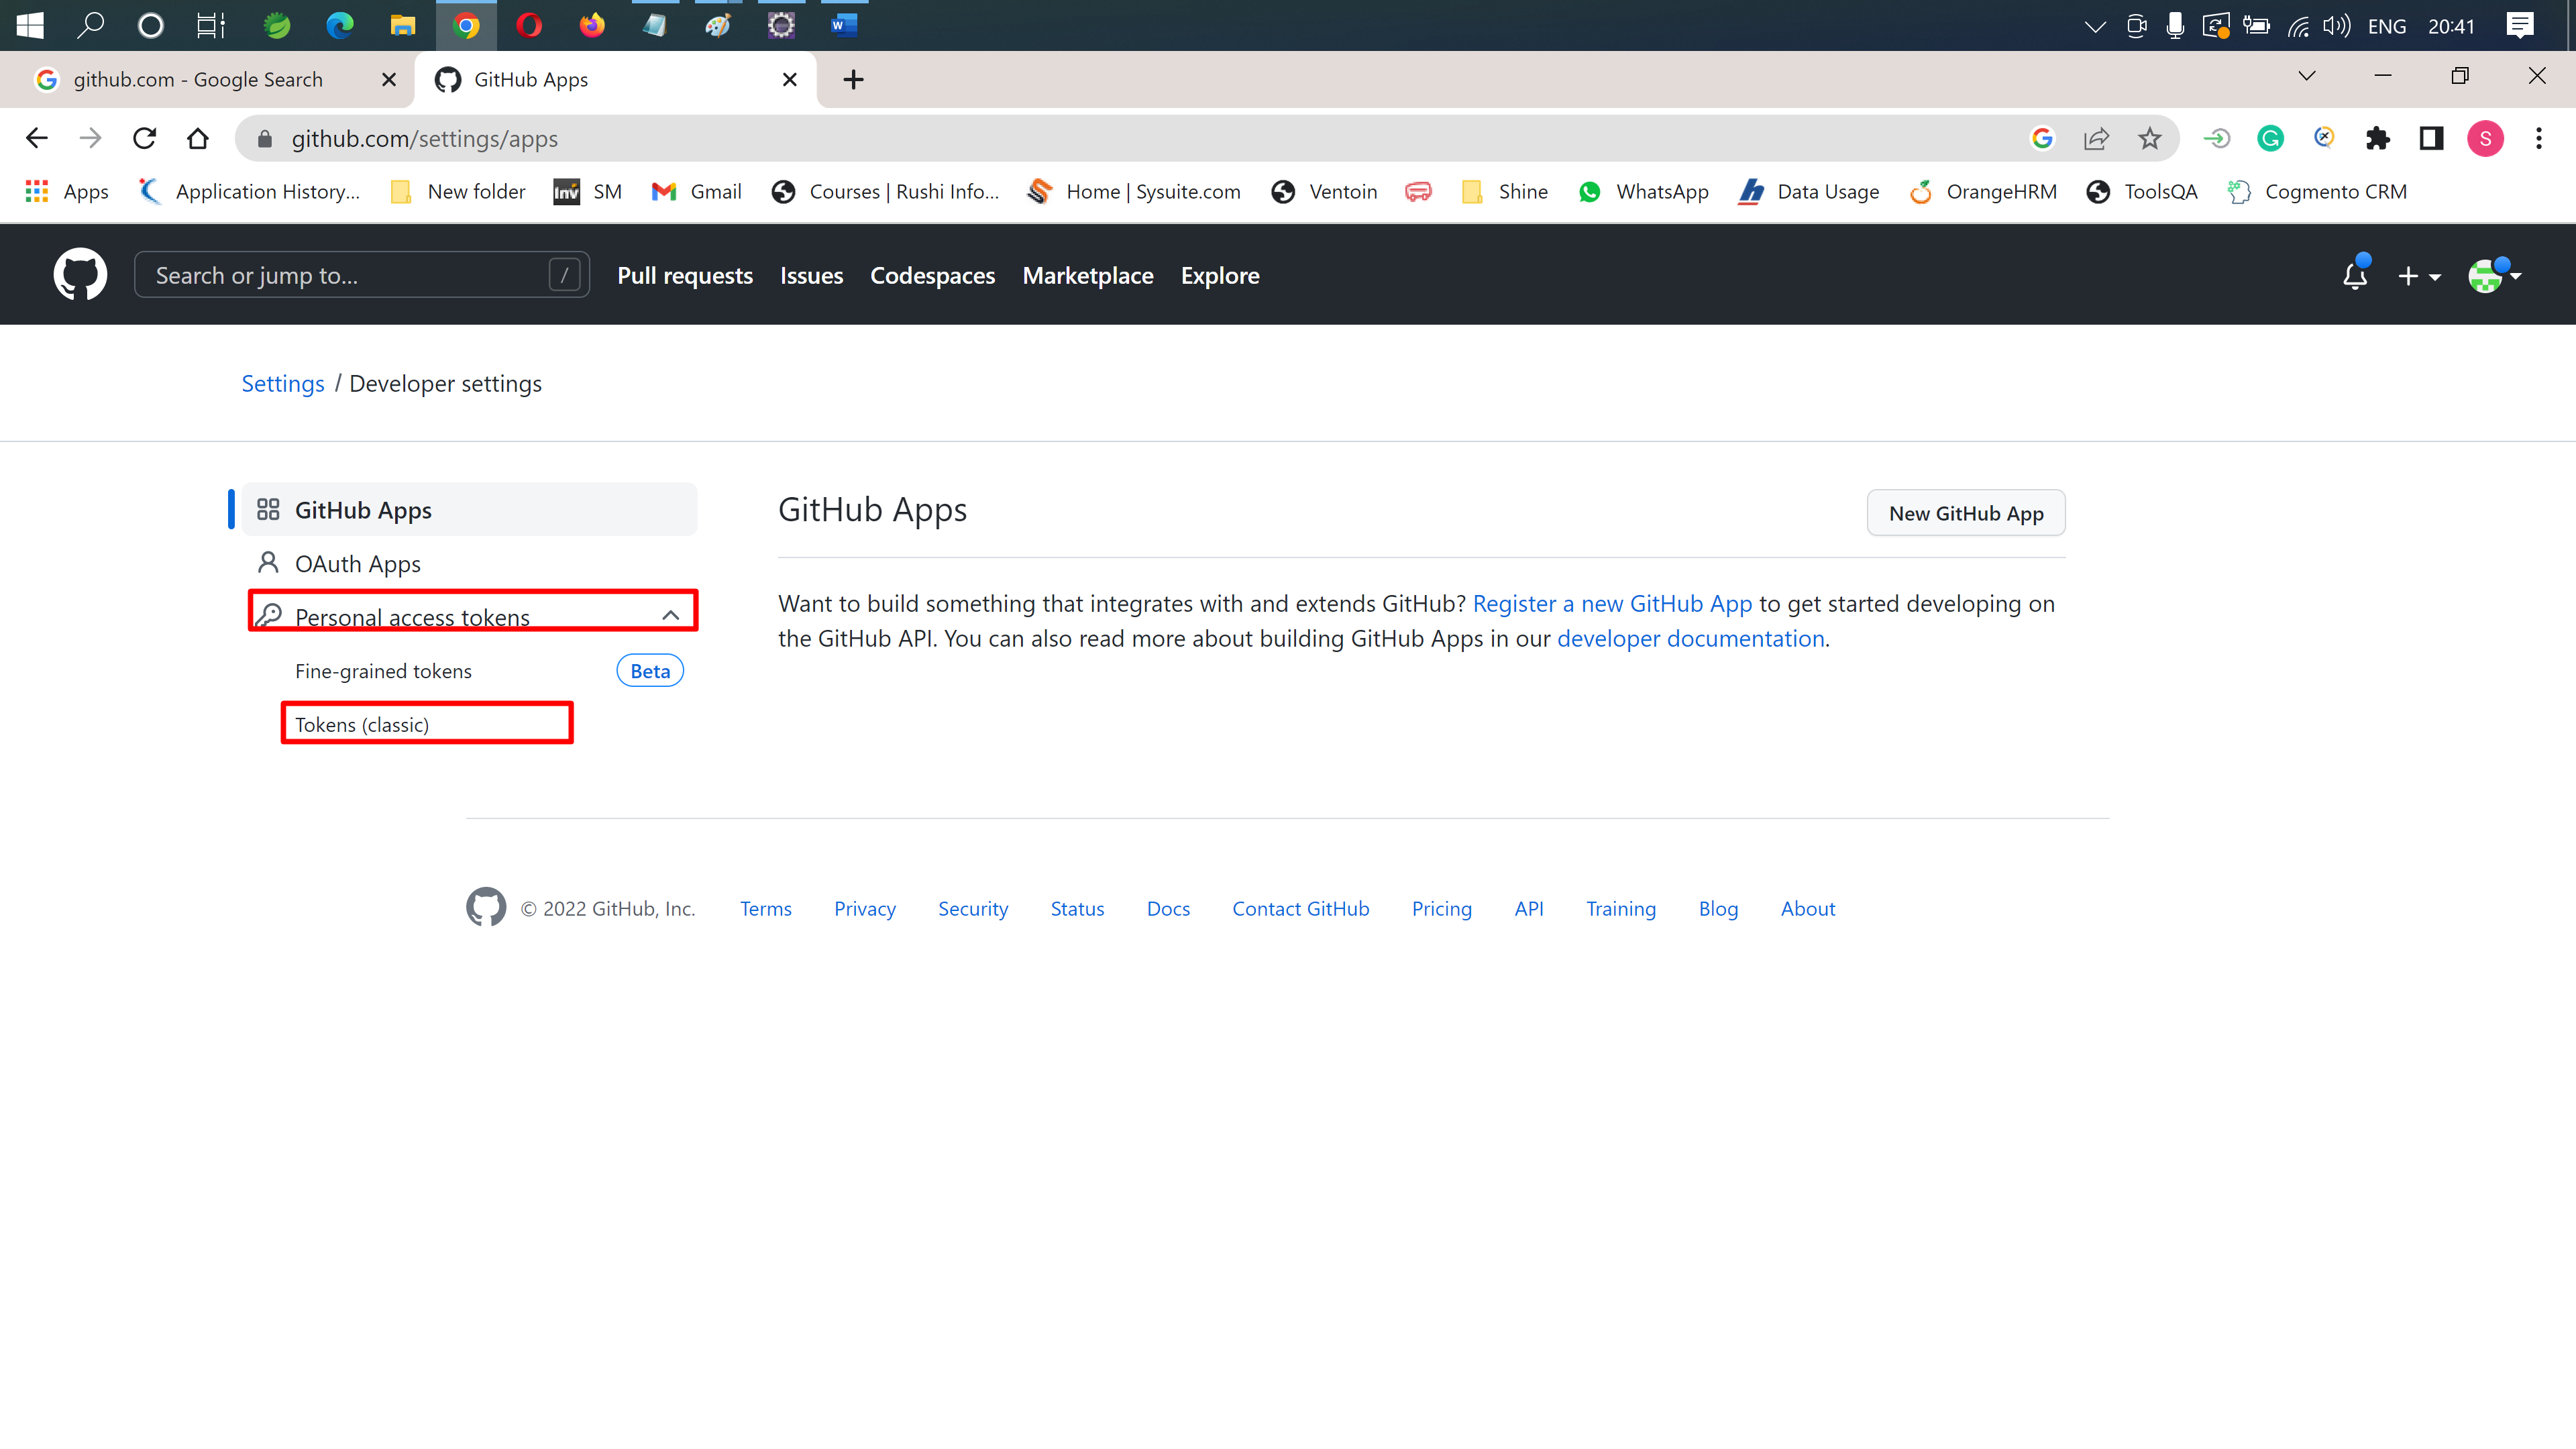 W
ENG
20:41
github.com - Google Search
GitHub Apps
github.com/settings/apps
G
G
S
Apps
Application History...
New folder
Inv
SM
Gmail
Courses | Rushi Info...
Home | Sysuite.com
Ventoin
Shine
WhatsApp
Data Usage
OrangeHRM
ToolsQA
Cogmento CRM
Search or jump to...
/
Pull requests
Issues
Codespaces
Marketplace
Explore
Settings / Developer settings
GitHub Apps
OAuth Apps
Personal access tokens
Fine-grained tokens
Beta
Tokens (classic)
GitHub Apps
New GitHub App
Want to build something that integrates with and extends GitHub? Register a new GitHub App to get started developing on
the GitHub API. You can also read more about building GitHub Apps in our developer documentation.
© 2022 GitHub, Inc.
Terms
Privacy
Security
Status
Docs
Contact GitHub
Pricing
API
Training
Blog
About